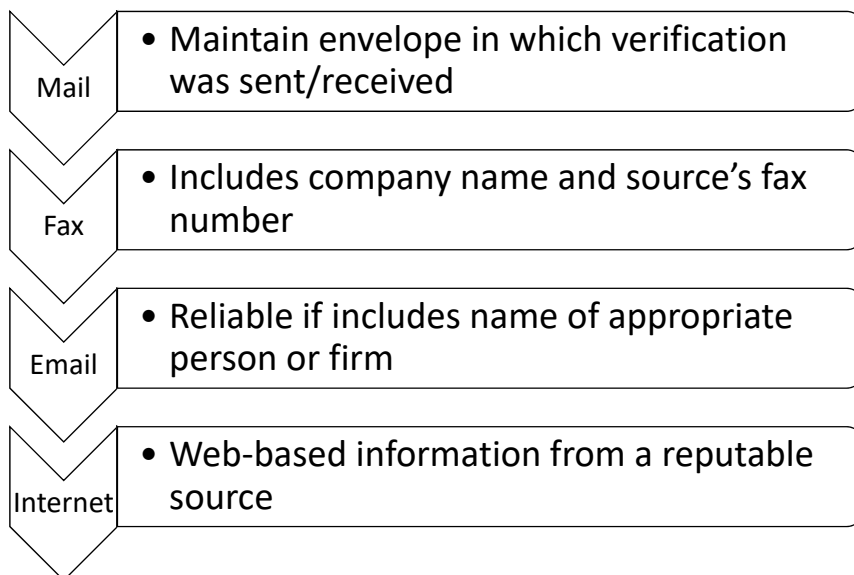 Mail
• Maintain envelope in which verification
was sent/received
Fax
• Includes company name and source’s fax
number
Email
• Reliable if includes name of appropriate
person or firm
Internet
• Web-based information from a reputable
source